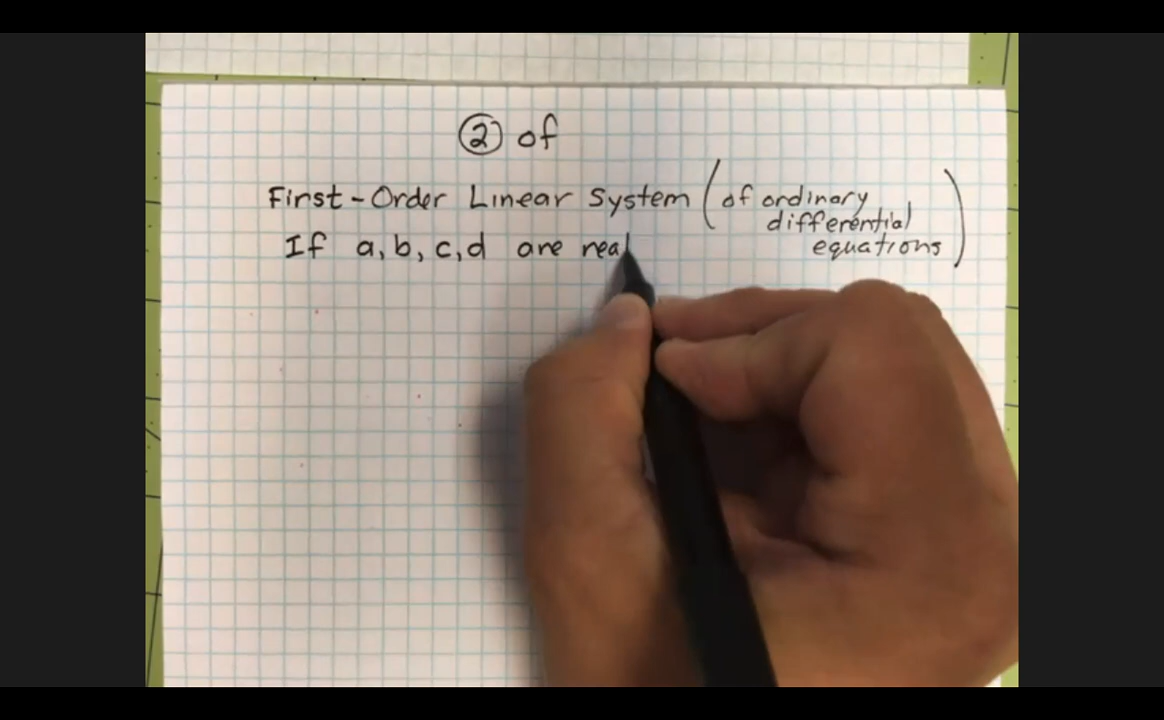 ② of
First-Order Linear System (of ordinary
differential
equations)
If a, b, c, d are real